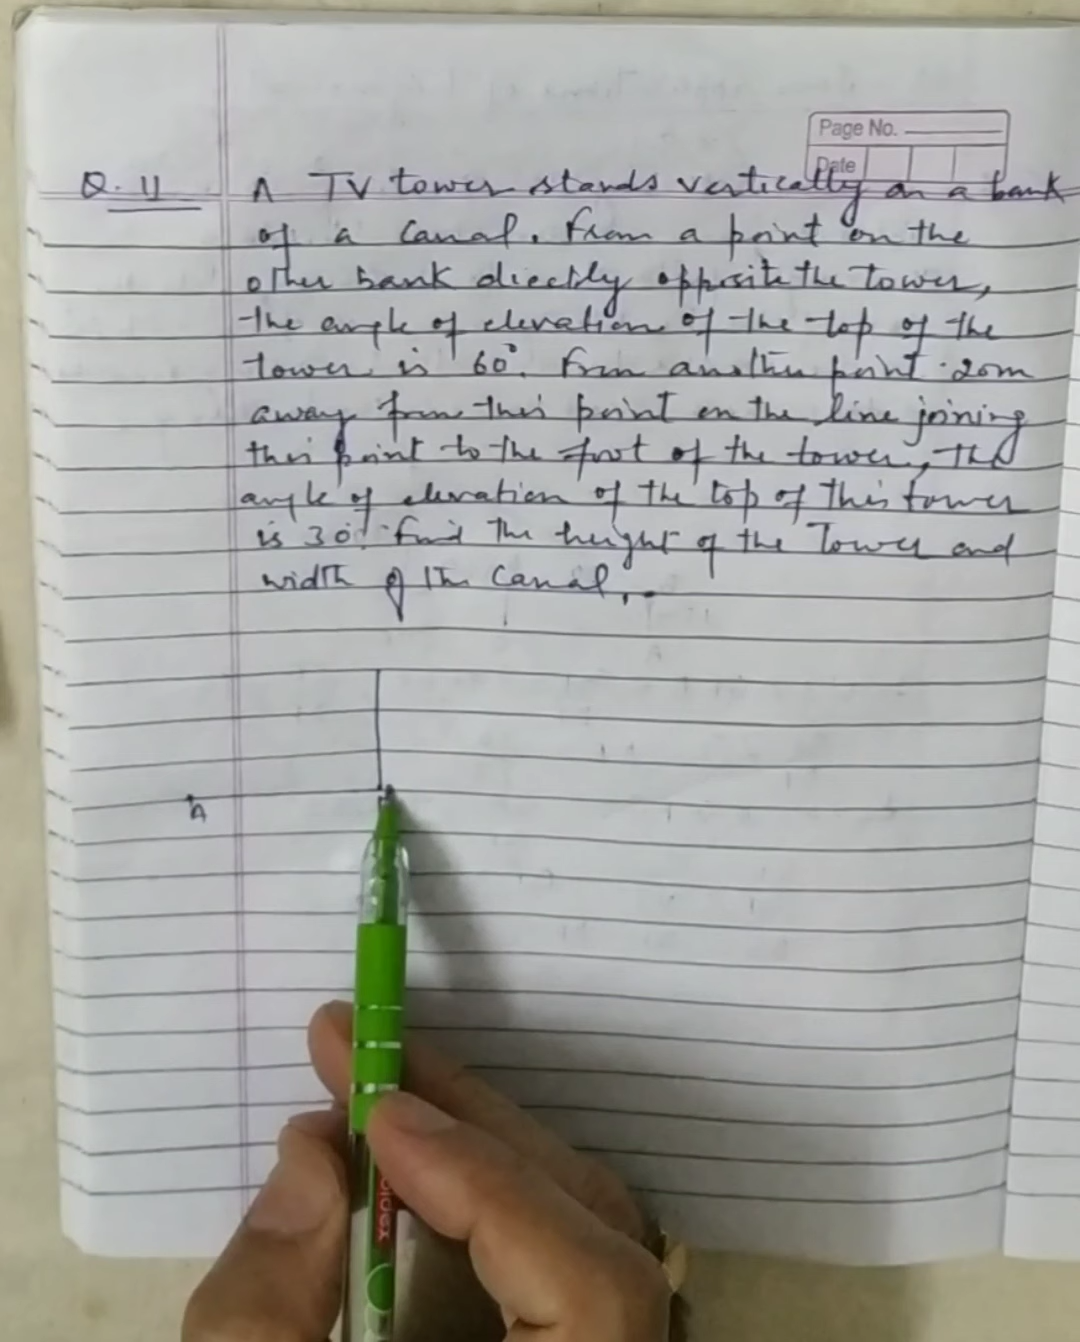 Page No.
Date
Q. 11 A TV tower stands vertically on a bank
of a canal. From a point on the
other bank directly opposite the tower,
the angle of elevation of the top of the
tower is 60°. From another point 20m
away from this point on the line joining
this point to the foot of the tower, the
angle of elevation of the top of this tower
is 30°. Find the height of the Tower and
width of the Canal.
A
oldex